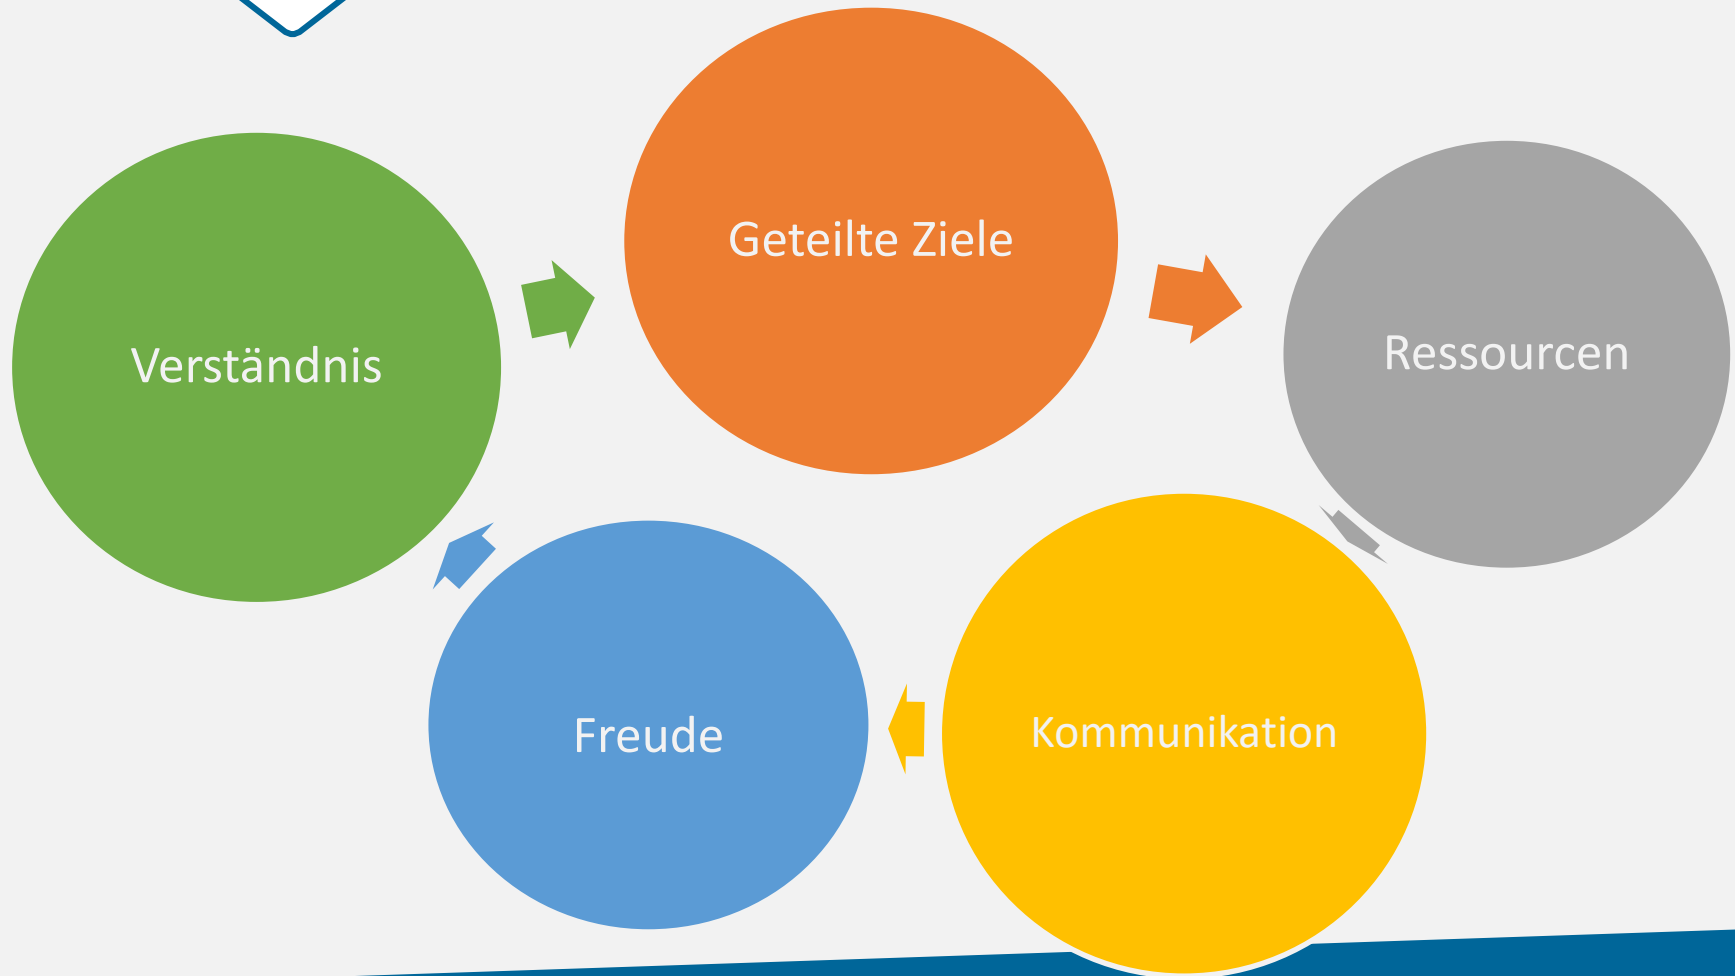 Geteilte Ziele
Verständnis
Ressourcen
Freude
Kommunikation